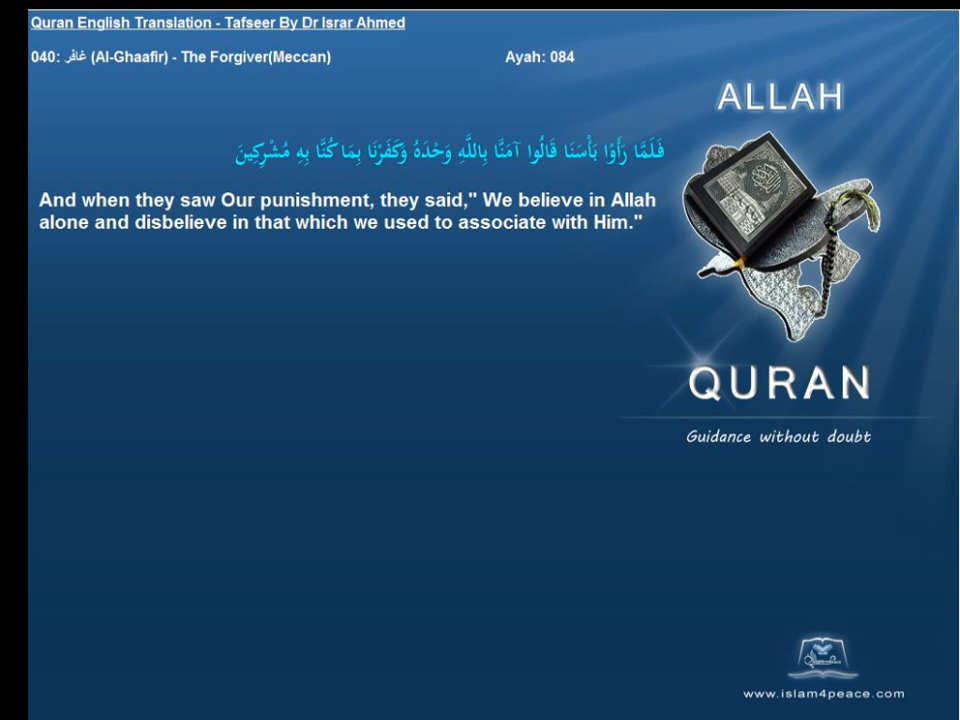 Quran English Translation - Tafseer By Dr Israr Ahmed
040: غافر (Al-Ghaafir) - The Forgiver(Meccan) Ayah: 084
ALLAH
فَلَمَّا رَأَوْا بَأْسَنَا قَالُوا آمَنَّا بِاللَّهِ وَحْدَهُ وَكَفَرْنَا بِمَا كُنَّا بِهِ مُشْرِكِينَ
And when they saw Our punishment, they said," We believe in Allah
alone and disbelieve in that which we used to associate with Him."
QURAN
Guidance without doubt
www.islam4peace.com